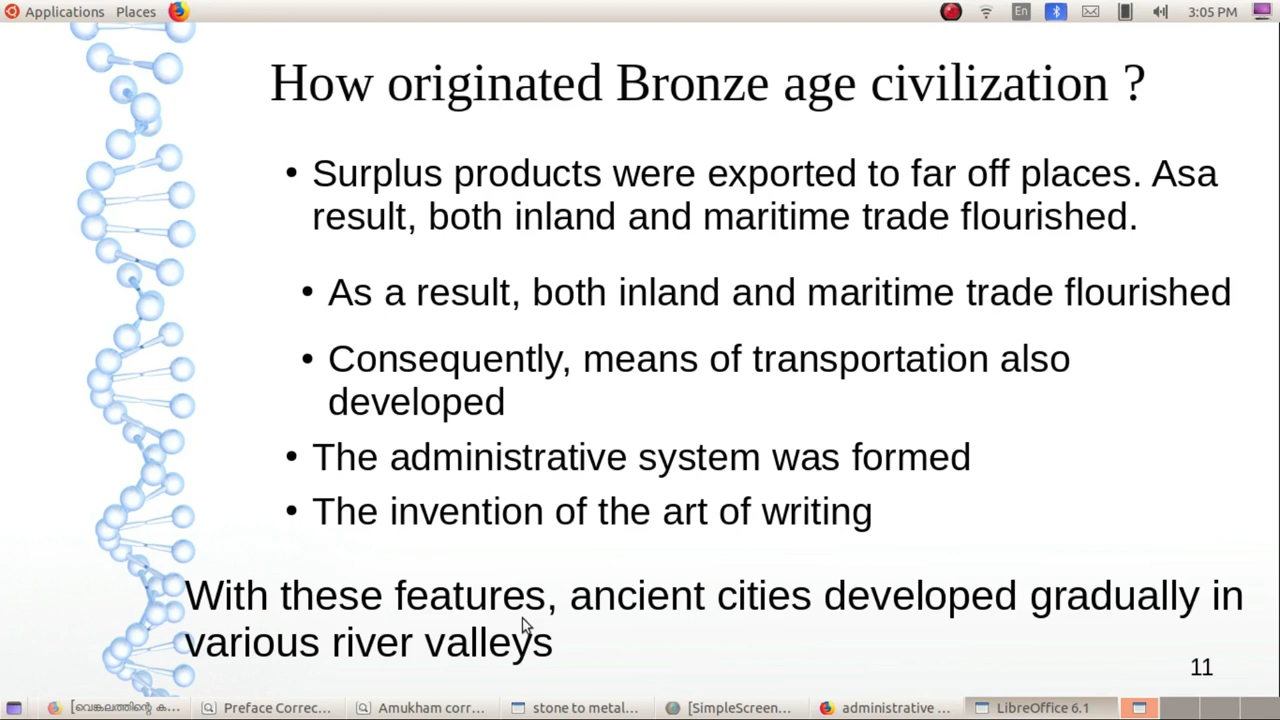 Applications Places En 3:05 PM
How originated Bronze age civilization ?
• Surplus products were exported to far off places. Asa
result, both inland and maritime trade flourished.
• As a result, both inland and maritime trade flourished
• Consequently, means of transportation also
developed
• The administrative system was formed
• The invention of the art of writing
With these features, ancient cities developed gradually in
various river valleys
11
[വെങ്കലത്തിന്റെ ക... Preface Correc... Amukham corr... stone to metal... [SimpleScreen... administrative ... LibreOffice 6.1